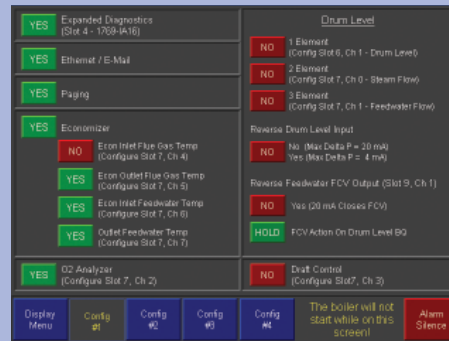 YES
Expanded Diagnostics
(Slot 4 - 1769-IA16)
YES
Ethernet / E-Mail
YES
Paging
YES
Economizer
NO
Econ Inlet Flue Gas Temp
(Configure Slot 7, Ch 4)
YES
Econ Outlet Flue Gas Temp
(Configure Slot 7, Ch 5)
YES
Econ Inlet Feedwater Temp
(Configure Slot 7, Ch 6)
YES
Outlet Feedwater Temp
(Configure Slot 7, Ch 7)
YES
O2 Analyzer
(Configure Slot 7, Ch 2)
Drum Level
NO
1 Element
(Config Slot 6, Ch 1 - Drum Level)
NO
2 Element
(Config Slot 7, Ch 0 - Steam Flow)
NO
3 Element
(Config Slot 7, Ch 1 - Feedwater Flow)
Reverse Drum Level Input
NO
No (Max Delta P = 20 mA)
Yes (Max Delta P = 4 mA)
Reverse Feedwater FCV Output (Slot 9, Ch 1)
NO
Yes (20 mA Closes FCV)
HOLD
FCV Action On Drum Level BQ
NO
Draft Control
(Configure Slot7, Ch 3)
Display
Menu
Config
#1
Config
#2
Config
#3
Config
#4
The boiler will not
start while on this
screen!
Alarm
Silence